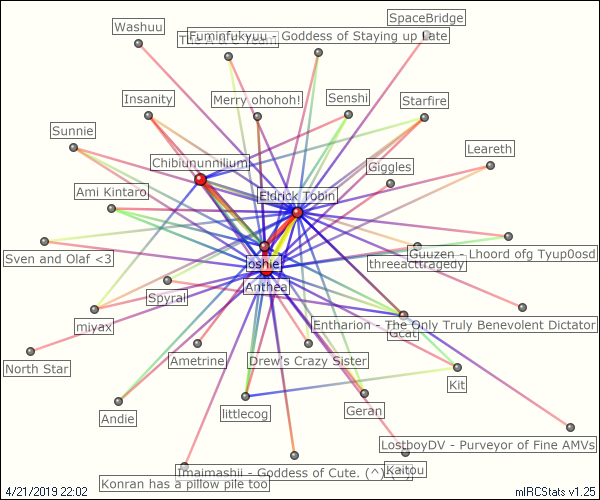 SpaceBridge
Washuu
The A & C Team
Fuminfukyuu - Goddess of Staying up Late
Insanity
Merry ohohoh!
Senshi
Starfire
Sunnie
Leareth
Chibiununnilium
Giggles
Ami Kintaro
Eldrick Tobin
Sven and Olaf <3
oshie
Guuzen - Lhoord ofg Tyup0osd
threeacttragedy
Anthea
Spyral
miyax
Entharion - The Only Truly Benevolent Dictator
Gcat
North Star
Ametrine
Drew's Crazy Sister
Kit
Andie
littlecog
Geran
LostboyDV - Purveyor of Fine AMVs
Imaimashii - Goddess of Cute.
Kaitou
Konran has a pillow pile too
4/21/2019 22:02
mIRCStats v1.25